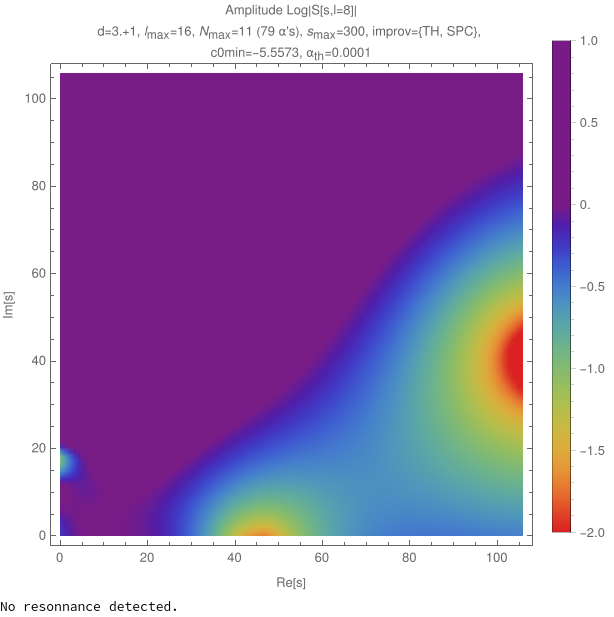 Amplitude Log|S[s,l=8]|
d=3.+1, lmax=16, Nmax=11 (79 α's), smax=300, improv={TH, SPC},
c0min=−5.5573, αth=0.0001
1.0
0.5
0.
−0.5
−1.0
−1.5
−2.0
100
80
60
40
20
0
Im[s]
0 20 40 60 80 100
Re[s]
No resonnance detected.